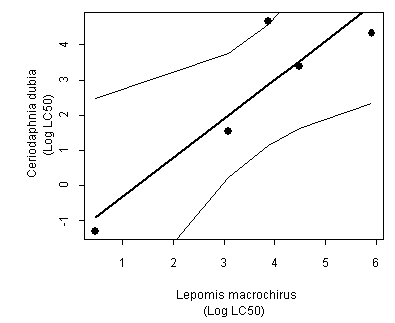 Ceriodaphnia dubia
(Log LC50)
4
3
2
1
0
-1
1 2 3 4 5 6
Lepomis macrochirus
(Log LC50)